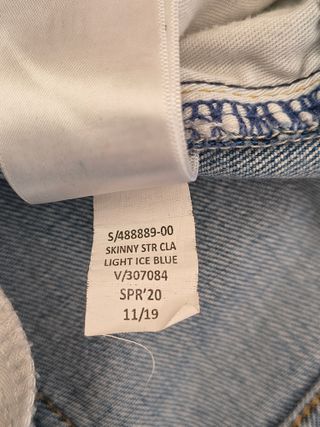 S/488889-00
SKINNY STR CLA
LIGHT ICE BLUE
V/307084
SPR'20
11/19